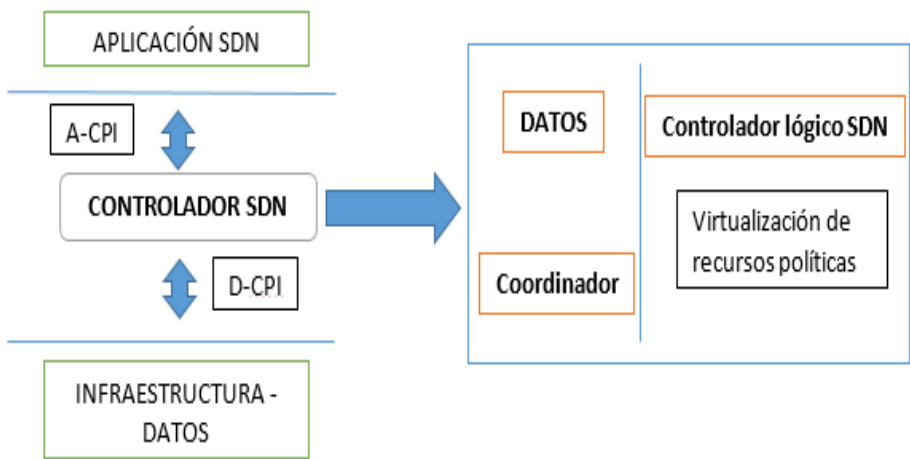 APLICACIÓN SDN
A-CPI
CONTROLADOR SDN
D-CPI
INFRAESTRUCTURA -
DATOS
DATOS
Controlador lógico SDN
Virtualización de
recursos políticas
Coordinador